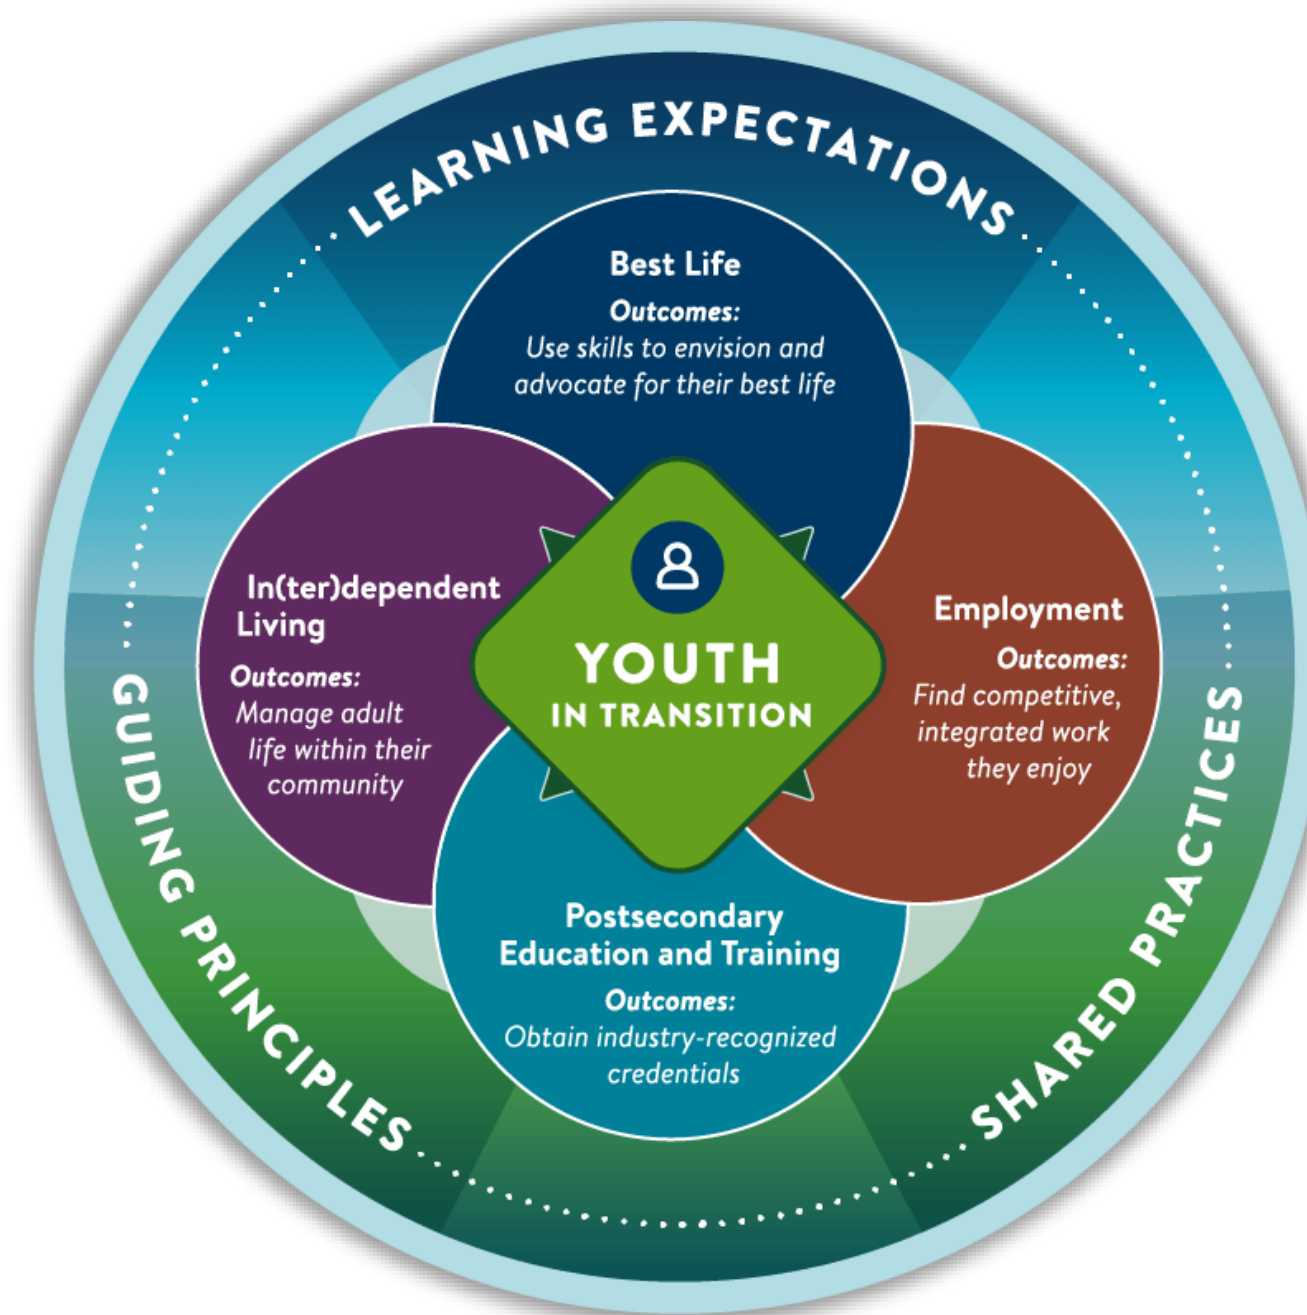 LEARNING EXPECTATIONS
Best Life
Outcomes:
Use skills to envision and
advocate for their best life
In(ter)dependent
Living
Outcomes:
Manage adult
life within their
community
YOUTH
IN TRANSITION
Employment
Outcomes:
Find competitive,
integrated work
they enjoy
Postsecondary
Education and Training
Outcomes:
Obtain industry-recognized
credentials
GUIDING PRINCIPLES
SHARED PRACTICES